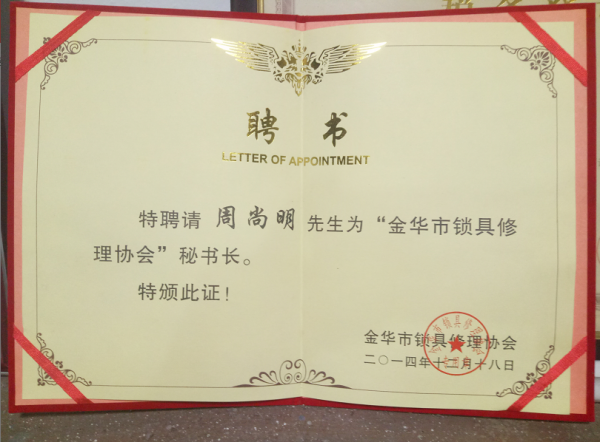 聘书
LETTER OF APPOINTMENT
特聘请 周尚明 先生为“金华市锁具修
理协会”秘书长。
特颁此证！
金华市锁具修理协会
二〇一四年十二月十八日